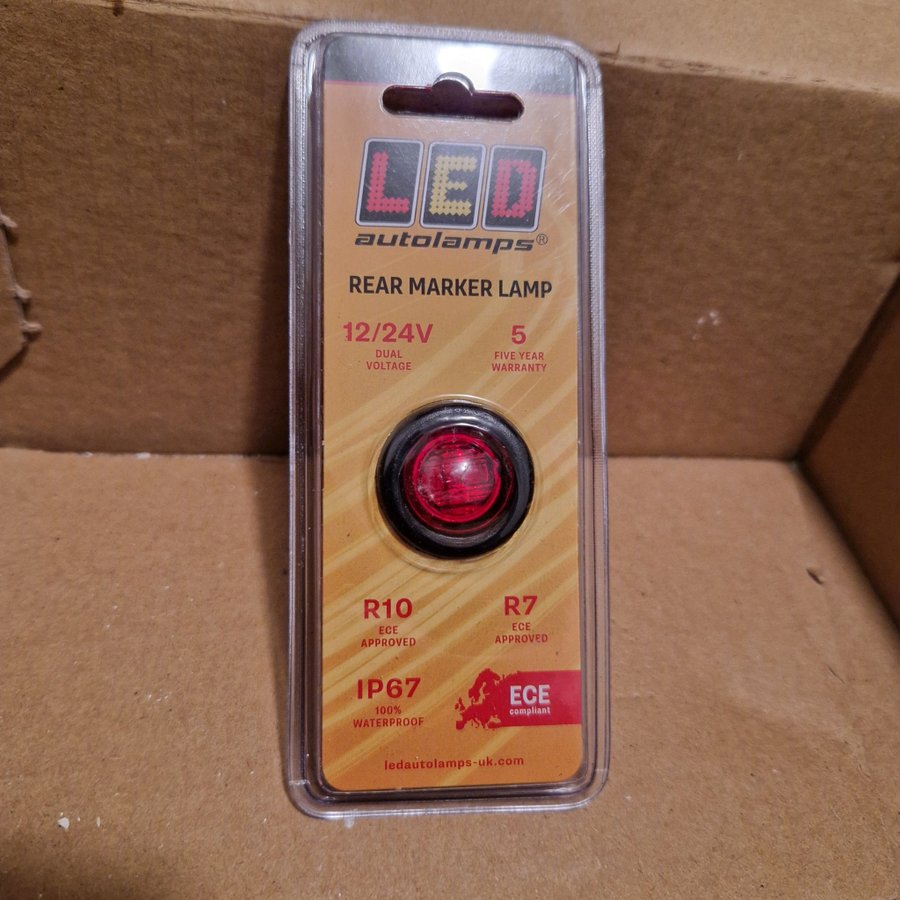 LED
autolamps®
REAR MARKER LAMP
12/24V
DUAL
VOLTAGE
5
FIVE YEAR
WARRANTY
R10
ECE
APPROVED
R7
ECE
APPROVED
IP67
100%
WATERPROOF
ECE
compliant
ledautolamps-uk.com